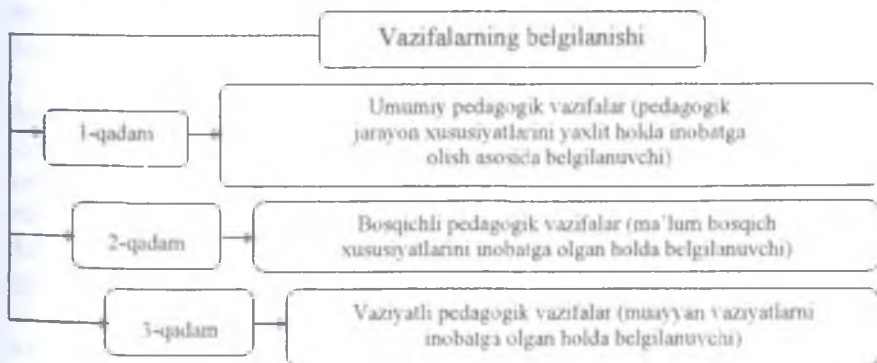 Vazifalarning belgilanishi
1-qadam
Umumiy pedagogik vazifalar (pedagogik
jarayon xususiyatlarini yaxlit holda inobatga
olish asosida belgilanuvchi)
2-qadam
Bosqichli pedagogik vazifalar (ma'lum bosqich
xususiyatlarini inobatga olgan holda belgilanuvchi)
3-qadam
Vaziyatli pedagogik vazifalar (muayyan vaziyatlarni
inobatga olgan holda belgilanuvchi)